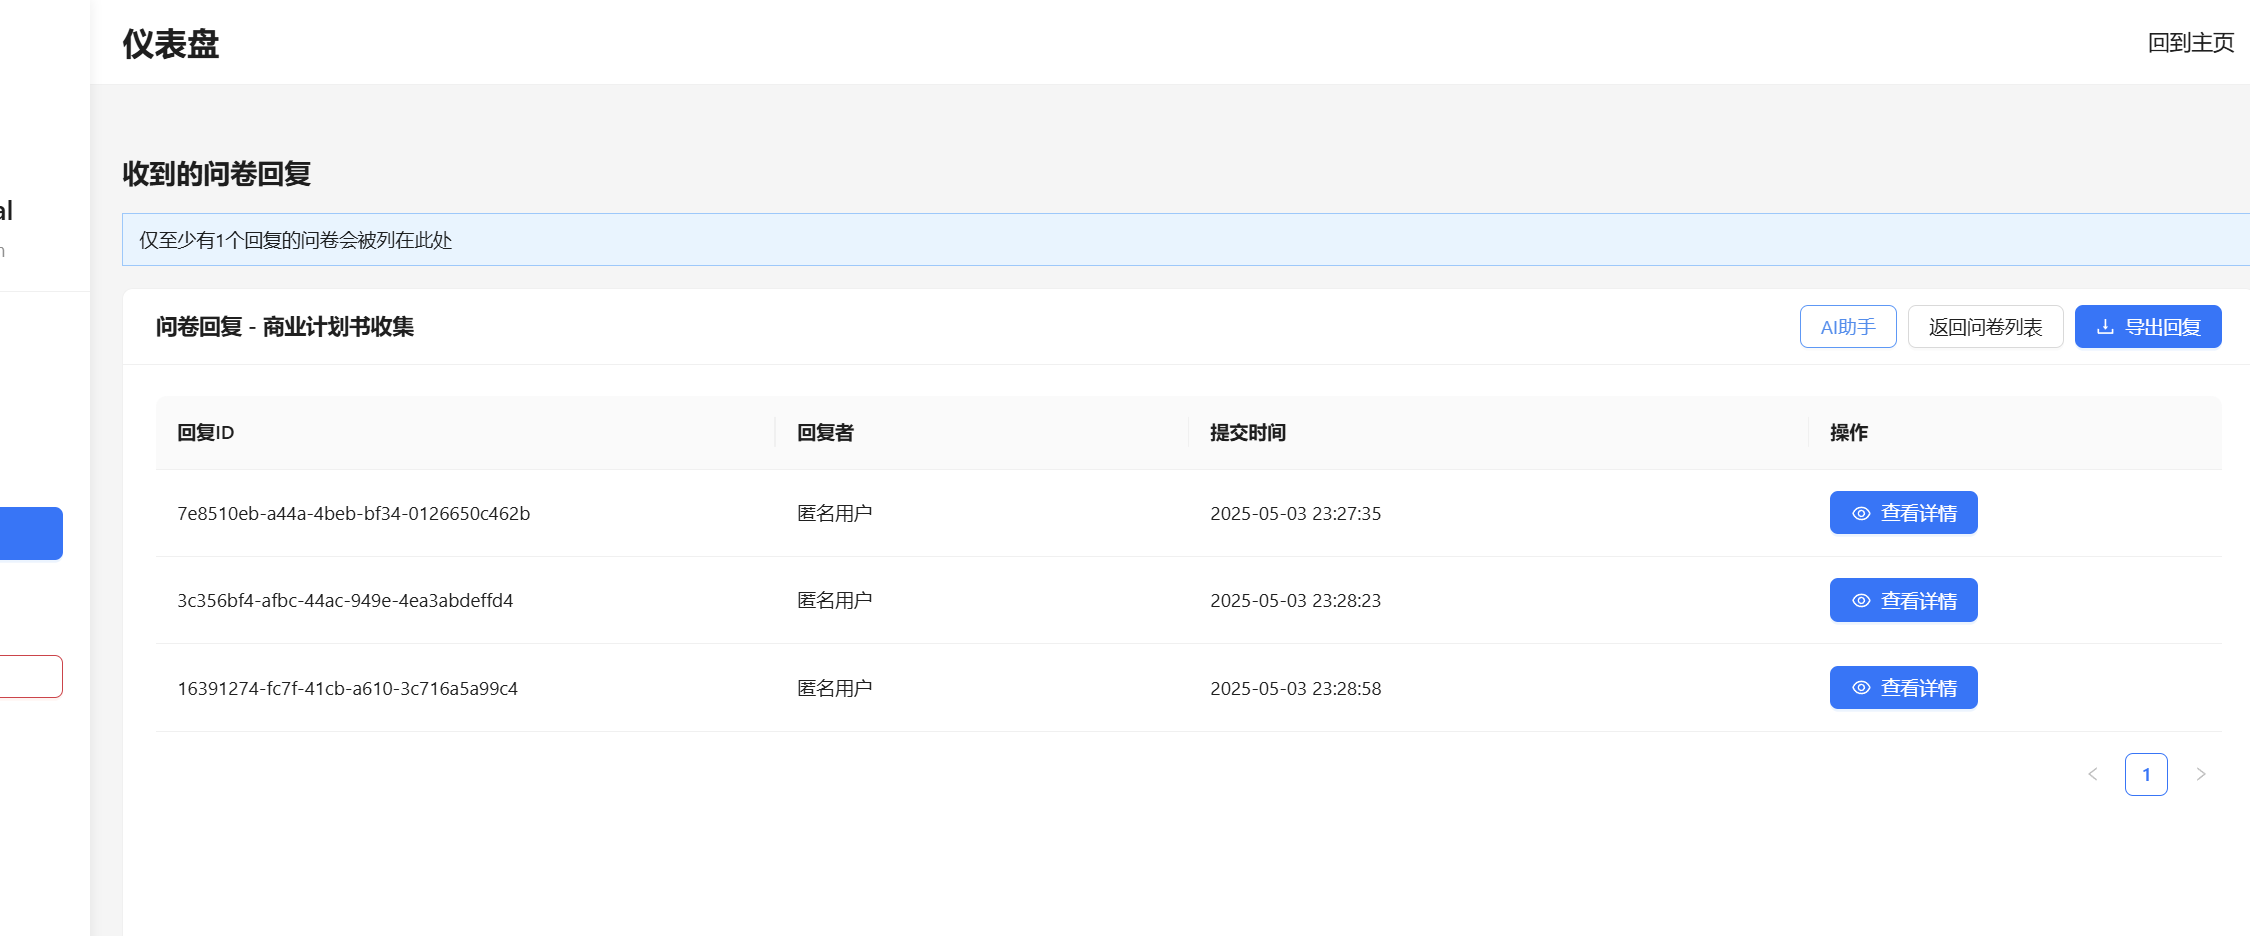 仪表盘
回到主页
收到的问卷回复
al
仅至少有1个回复的问卷会被列在此处
问卷回复 - 商业计划书收集
AI助手
返回问卷列表
导出回复
回复ID
回复者
提交时间
操作
7e8510eb-a44a-4beb-bf34-0126650c462b
匿名用户
2025-05-03 23:27:35
查看详情
3c356bf4-afbc-44ac-949e-4ea3abdeffd4
匿名用户
2025-05-03 23:28:23
查看详情
16391274-fc7f-41cb-a610-3c716a5a99c4
匿名用户
2025-05-03 23:28:58
查看详情
1